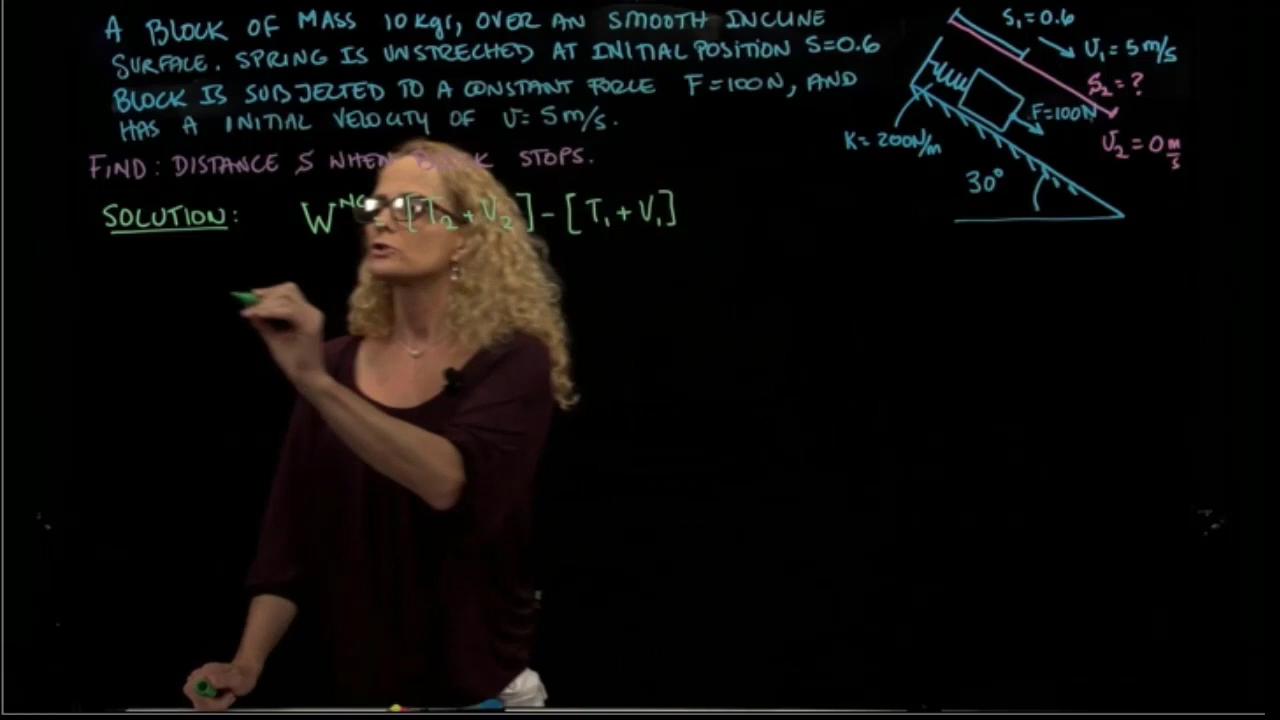 A BLOCK OF MASS 10 Kgr, OVER AN SMOOTH INCLINE
SURFACE. SPRING IS UNSTRECHED AT INITIAL POSITION S=0.6
BLOCK IS SUBJECTED TO A CONSTANT FORCE F=100N, AND
HAS A INITIAL VELOCITY OF V=5m/s.
FIND: DISTANCE S WHEN STOPS.
SOLUTION: W [T2+V2] - [T1+V1]
S1=0.6
V1=5m/s
S2=?
F=100N
K=200N/m
V2=0 m/s
30°